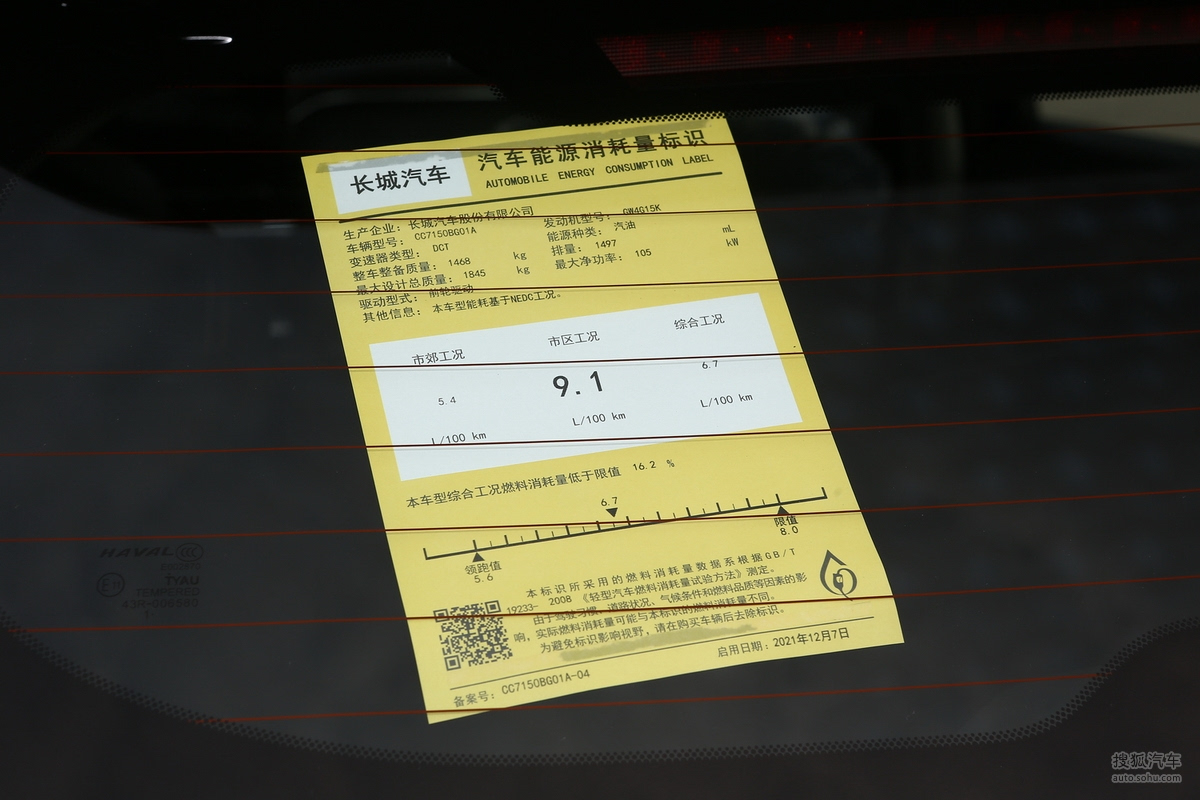 长城汽车
汽车能源消耗量标识
AUTOMOBILE ENERGY CONSUMPTION LABEL
生产企业：长城汽车股份有限公司
发动机型号：GW4G15K
车辆型号：CC7150BG01A
能源种类：汽油
变速器类型：DCT
排量：1497 mL
整车整备质量：1468 kg
最大净功率：105 kW
最大设计总质量：1845 kg
驱动型式：前轮驱动
其他信息：本车型能耗基于NEDC工况。
市郊工况 市区工况 综合工况
5.4 9.1 6.7
L/100 km L/100 km L/100 km
本车型综合工况燃料消耗量低于限值 16.2 %
6.7
领跑值
5.6
限值
8.0
本标识所采用的燃料消耗量数据系根据GB/T
19233- 2008 《轻型汽车燃料消耗量试验方法》测定。
由于驾驶习惯、道路状况、气候条件和燃料品质等因素的影
响，实际燃料消耗量可能与本标识的燃料消耗量不同。
为避免标识影响视野，请在购买车辆后去除标识。
备案号：CC7150BG01A-04
启用日期：2021年12月7日
HAVAL CCC
E11
TYAU
TEMPERED
43R-006560
搜狐汽车
auto.sohu.com